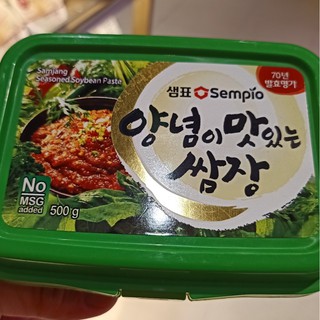 Samjang
Seasoned Soybean Paste
샘표 Sempio
70년
발효명가
양념이 맛있는
쌈장
No
MSG
added
500 g